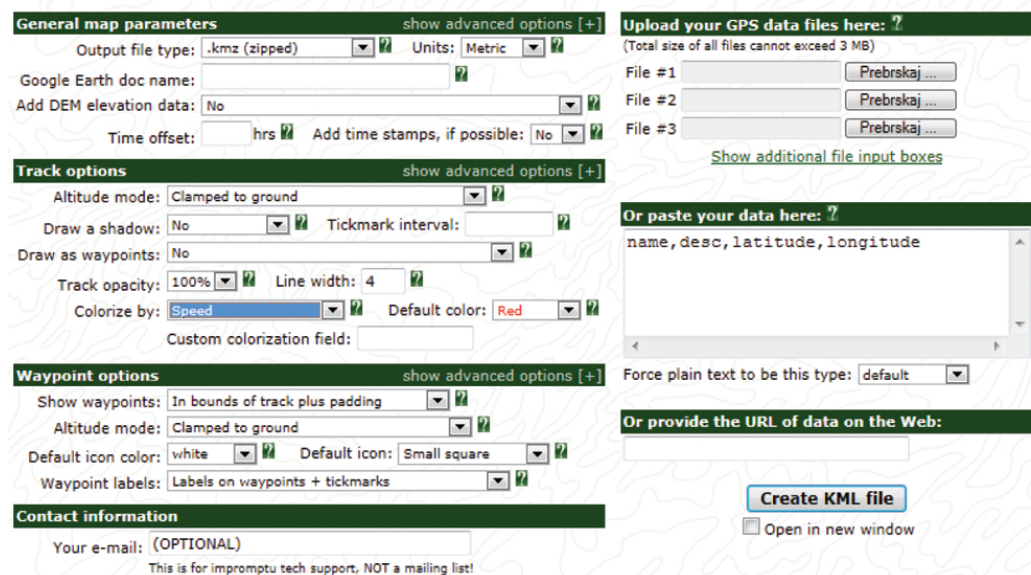 General map parameters show advanced options [+]
Output file type: .kmz (zipped) ? Units: Metric ?
Google Earth doc name: ?
Add DEM elevation data: No ?
Time offset: hrs ? Add time stamps, if possible: No ?
Track options show advanced options [+]
Altitude mode: Clamped to ground ?
Draw a shadow: No ? Tickmark interval: ?
Draw as waypoints: No ?
Track opacity: 100% ? Line width: 4 ?
Colorize by: Speed ? Default color: Red ?
Custom colorization field:
Waypoint options show advanced options [+]
Show waypoints: In bounds of track plus padding ?
Altitude mode: Clamped to ground ?
Default icon color: white ? Default icon: Small square ?
Waypoint labels: Labels on waypoints + tickmarks ?
Contact information
Your e-mail: (OPTIONAL)
This is for impromptu tech support, NOT a mailing list!
Upload your GPS data files here: ?
(Total size of all files cannot exceed 3 MB)
File #1 Prebrskaj ...
File #2 Prebrskaj ...
File #3 Prebrskaj ...
Show additional file input boxes
Or paste your data here: ?
name,desc,latitude,longitude
Force plain text to be this type: default
Or provide the URL of data on the Web:
Create KML file
Open in new window